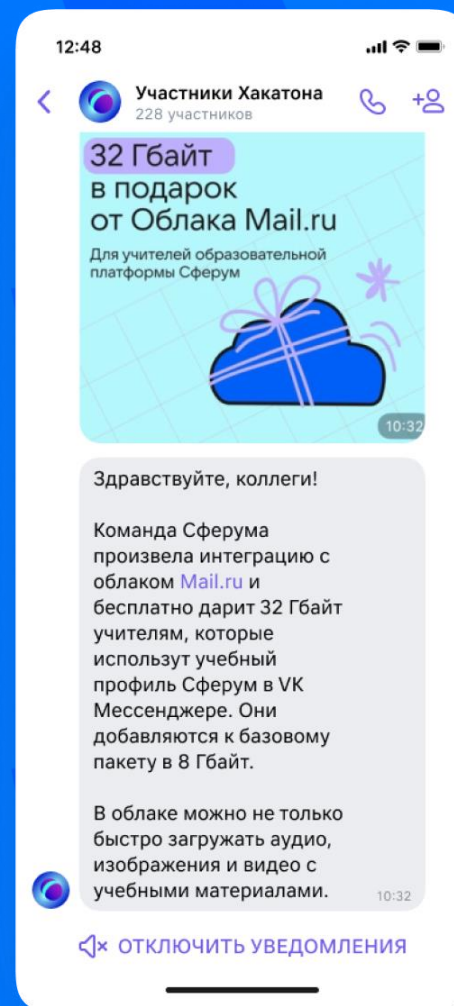 12:48
Участники Хакатона
228 участников
32 Гбайт
в подарок
от Облака Mail.ru
Для учителей образовательной
платформы Сферум
10:32
Здравствуйте, коллеги!
Команда Сферума
произвела интеграцию с
облаком Mail.ru и
бесплатно дарит 32 Гбайт
учителям, которые
использут учебный
профиль Сферум в VK
Мессенджере. Они
добавляются к базовому
пакету в 8 Гбайт.
В облаке можно не только
быстро загружать аудио,
изображения и видео с
учебными материалами.
10:32
ОТКЛЮЧИТЬ УВЕДОМЛЕНИЯ